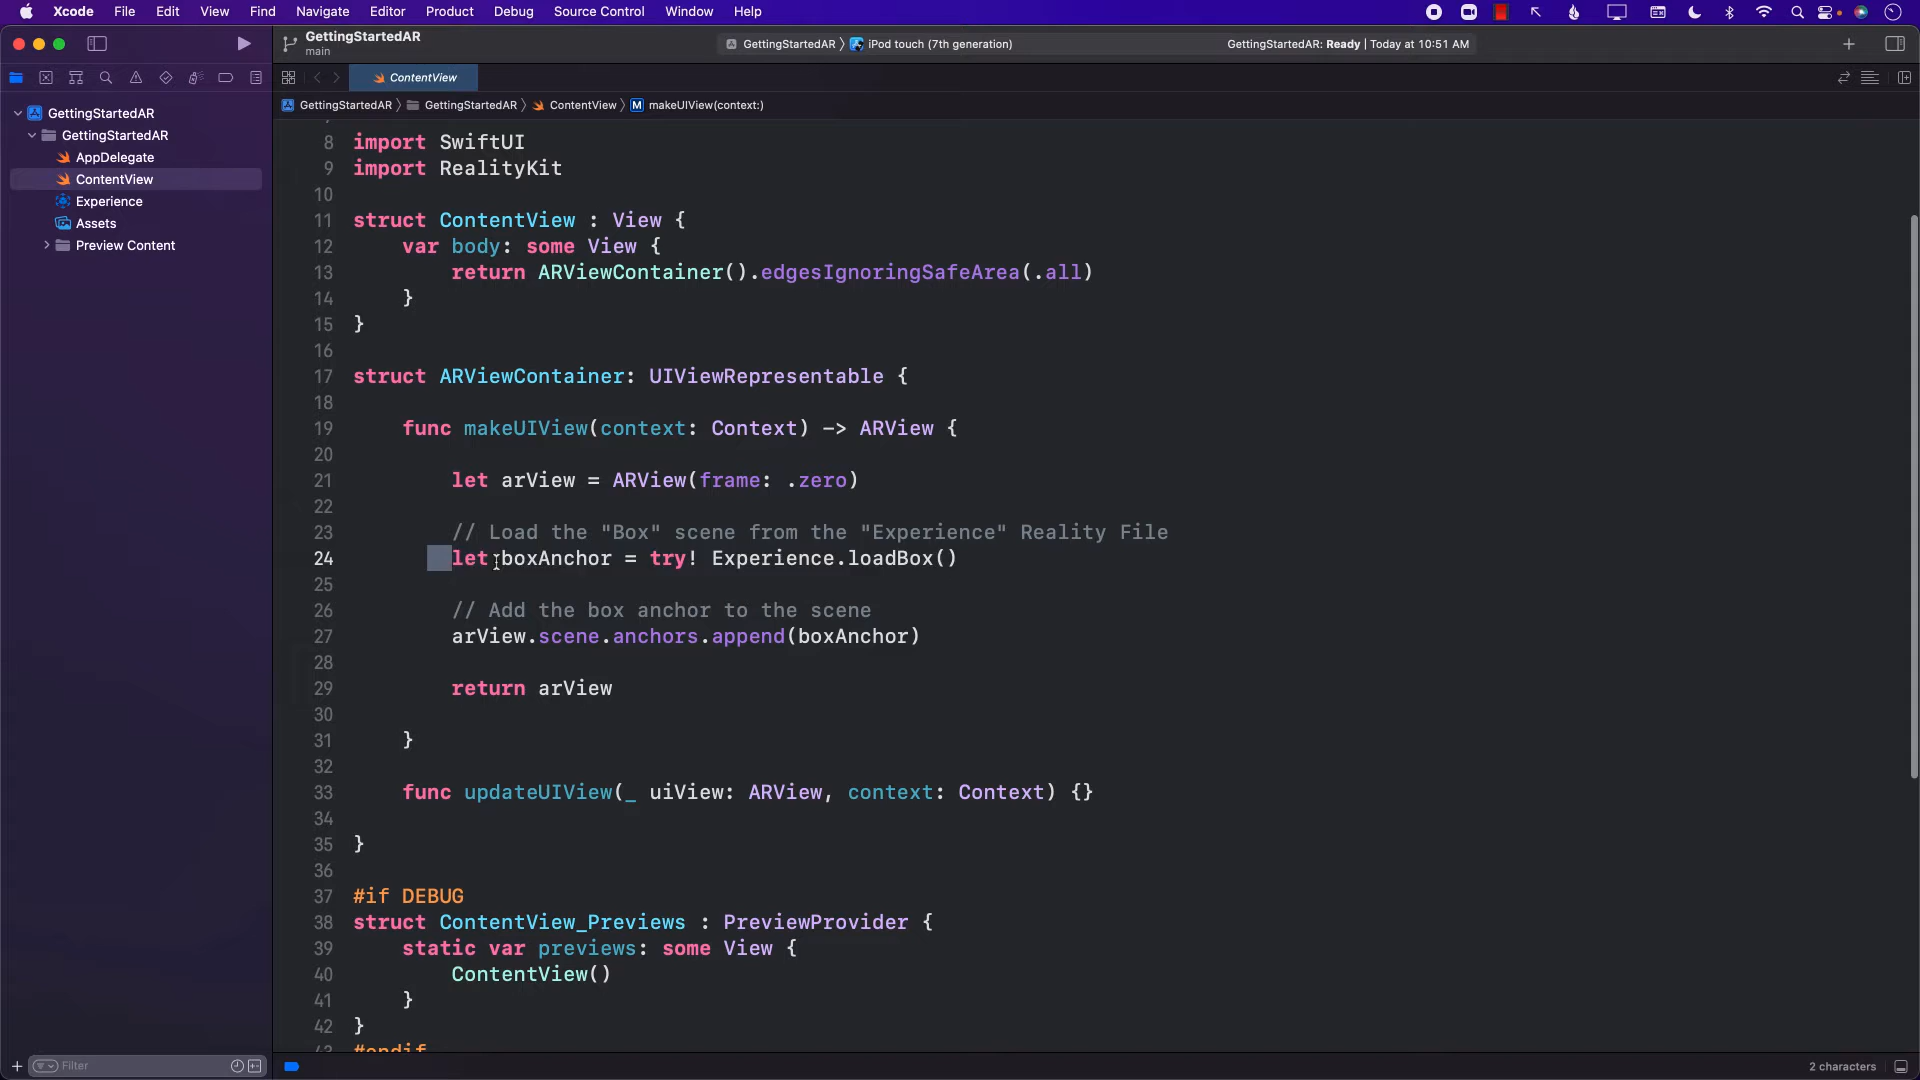 Xcode File Edit View Find Navigate Editor Product Debug Source Control Window Help
GettingStartedAR
main
GettingStartedAR iPod touch (7th generation)
GettingStartedAR: Ready | Today at 10:51 AM
ContentView
GettingStartedAR GettingStartedAR ContentView M makeUIView(context:)
GettingStartedAR
GettingStartedAR
AppDelegate
ContentView
Experience
Assets
Preview Content
8 import SwiftUI
9 import RealityKit
10
11 struct ContentView : View {
12 var body: some View {
13 return ARViewContainer().edgesIgnoringSafeArea(.all)
14 }
15 }
16
17 struct ARViewContainer: UIViewRepresentable {
18
19 func makeUIView(context: Context) -> ARView {
20
21 let arView = ARView(frame: .zero)
22
23 // Load the "Box" scene from the "Experience" Reality File
24 let boxAnchor = try! Experience.loadBox()
25
26 // Add the box anchor to the scene
27 arView.scene.anchors.append(boxAnchor)
28
29 return arView
30
31 }
32
33 func updateUIView(_ uiView: ARView, context: Context) {}
34
35 }
36
37 #if DEBUG
38 struct ContentView_Previews : PreviewProvider {
39 static var previews: some View {
40 ContentView()
41 }
42 }
43 #endif
Filter
2 characters